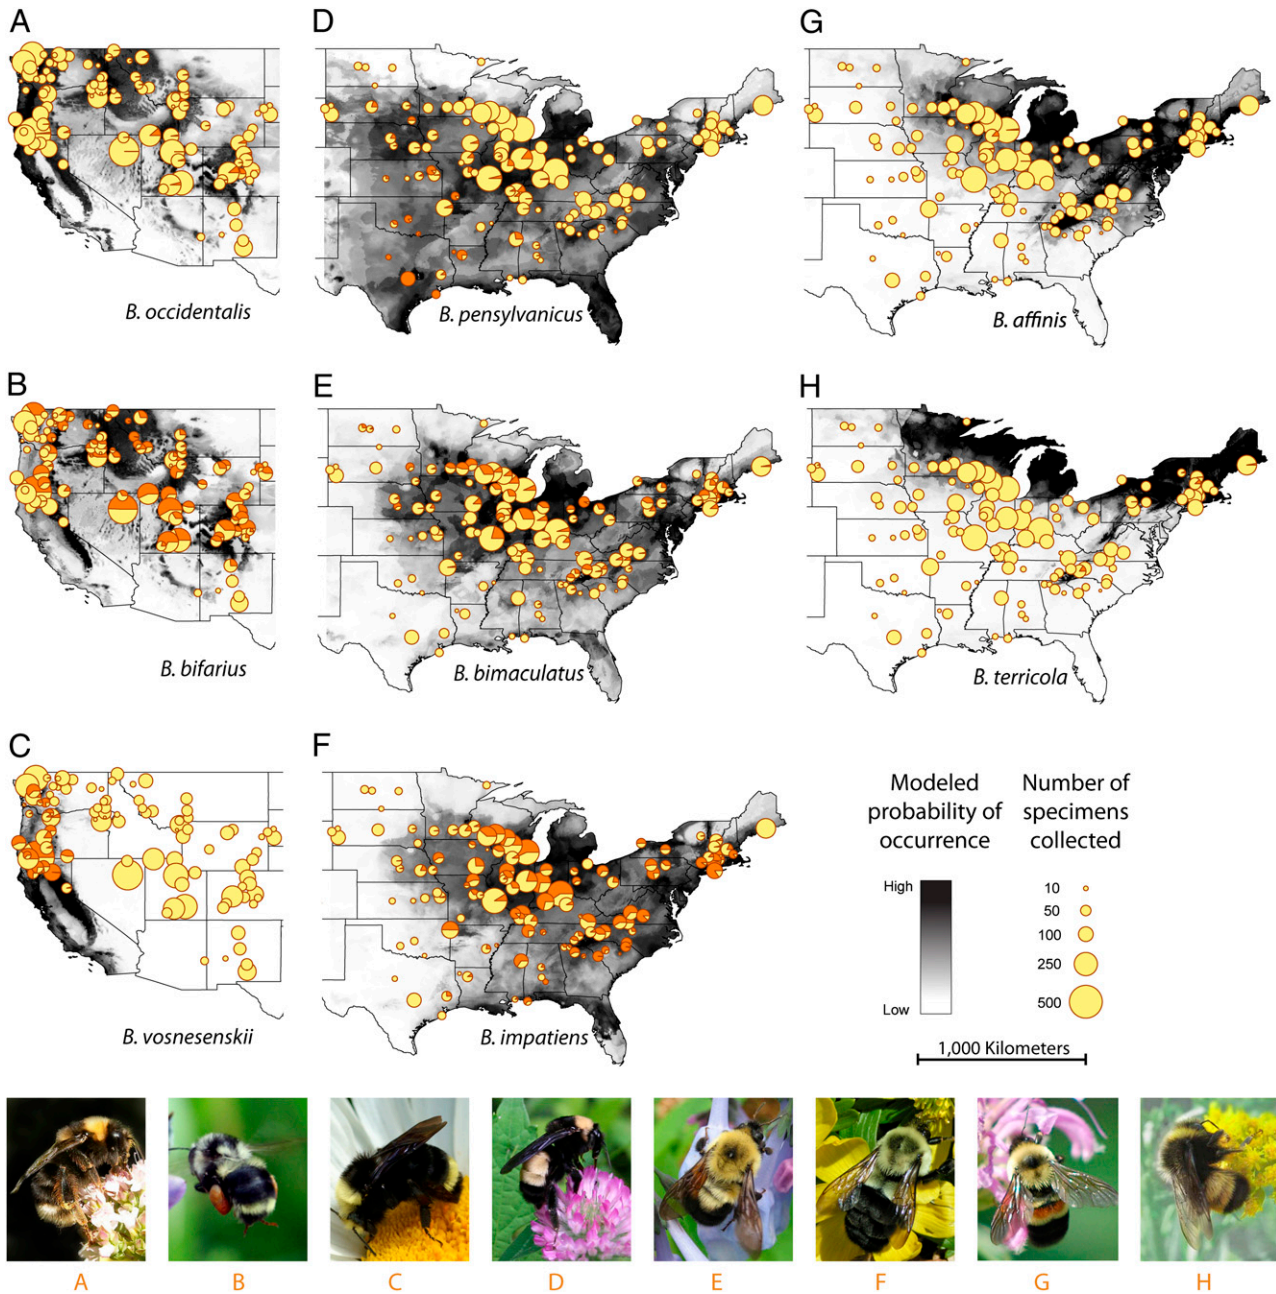 A
B. occidentalis
D
B. pensylvanicus
G
B. affinis
B
B. bifarius
E
B. bimaculatus
H
B. terricola
C
B. vosnesenskii
F
B. impatiens
Modeled
probability of
occurrence
High
Low
Number of
specimens
collected
10
50
100
250
500
1,000 Kilometers
A
B
C
D
E
F
G
H